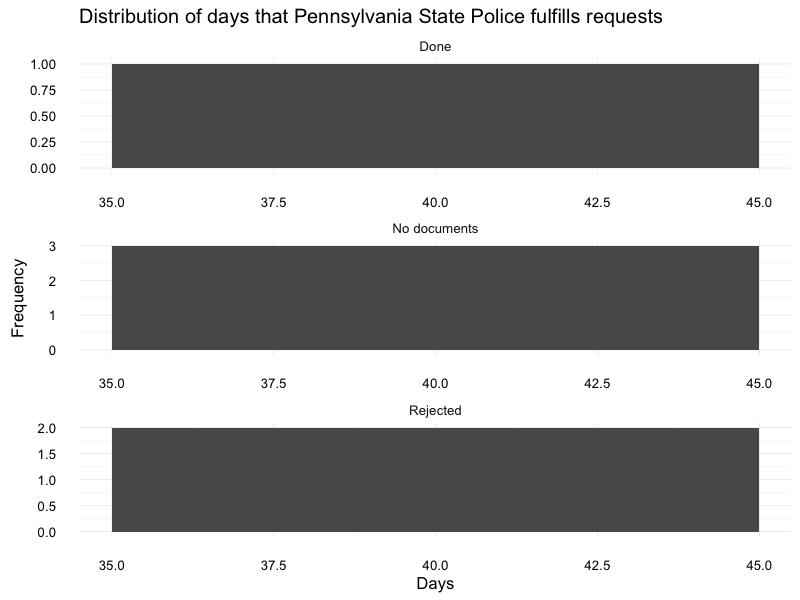 Distribution of days that Pennsylvania State Police fulfills requests
Done
1.00
0.75
0.50
0.25
0.00
35.0 37.5 40.0 42.5 45.0
No documents
3
2
1
0
35.0 37.5 40.0 42.5 45.0
Frequency
Rejected
2.0
1.5
1.0
0.5
0.0
35.0 37.5 40.0 42.5 45.0
Days